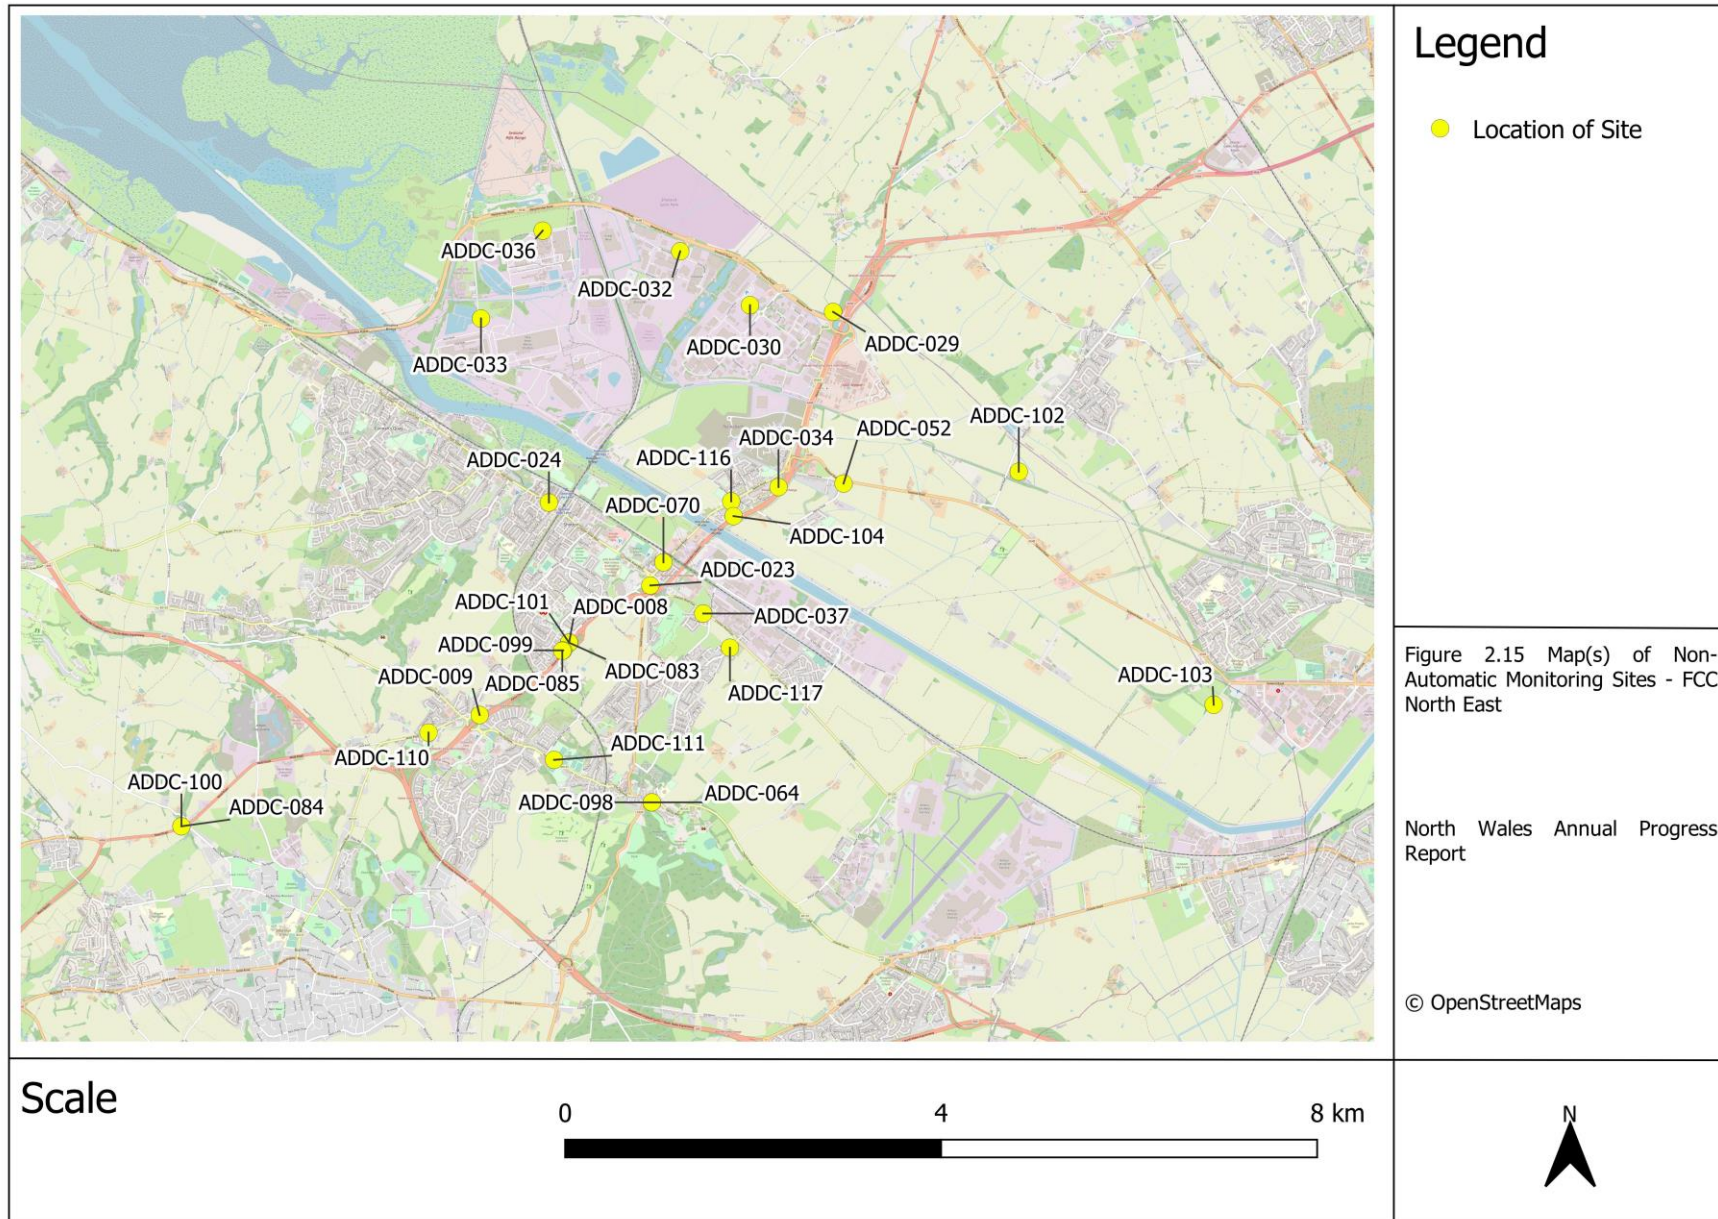 Legend
Location of Site
ADDC-036
ADDC-032
ADDC-033
ADDC-030
ADDC-029
ADDC-102
ADDC-052
ADDC-034
ADDC-116
ADDC-024
ADDC-070
ADDC-104
ADDC-023
ADDC-101
ADDC-008
ADDC-037
ADDC-099
ADDC-083
ADDC-009
ADDC-085
ADDC-117
ADDC-103
ADDC-111
ADDC-110
ADDC-100
ADDC-084
ADDC-098
ADDC-064
Figure 2.15 Map(s) of Non-
Automatic Monitoring Sites - FCC
North East
North Wales Annual Progress
Report
© OpenStreetMaps
Scale
0 4 8 km
N